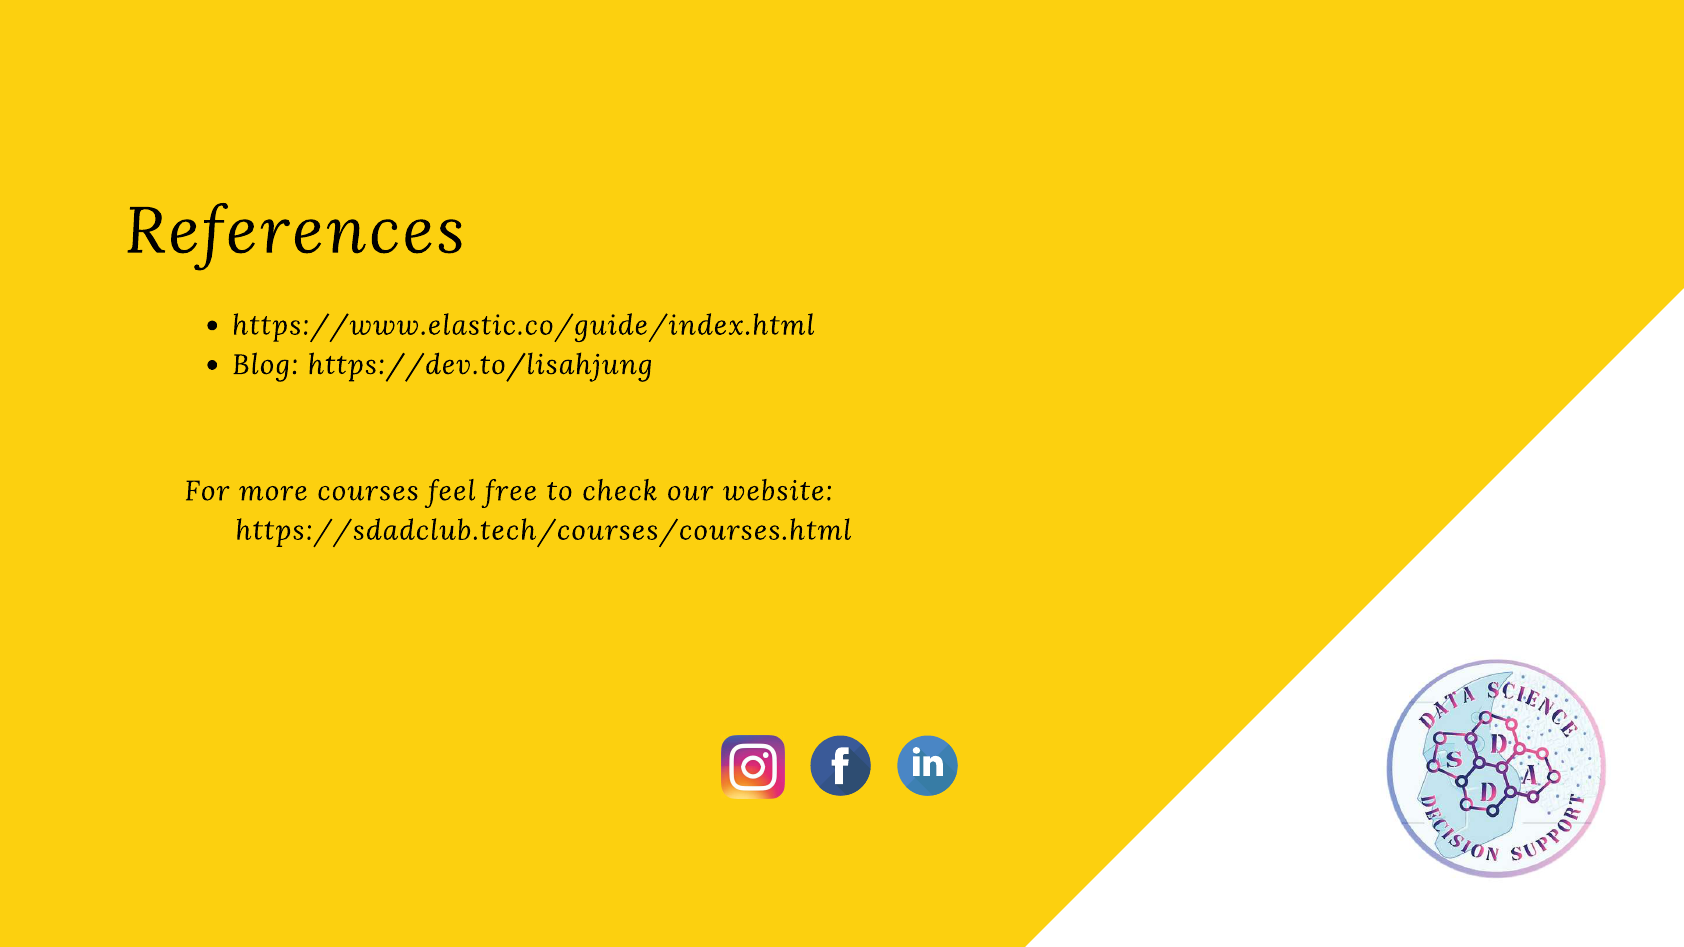 References
• https://www.elastic.co/guide/index.html
• Blog: https://dev.to/lisahjung
For more courses feel free to check our website:
https://sdadclub.tech/courses/courses.html
f
in
DATA SCIENCE
S D
D A
DECISION SUPPORT